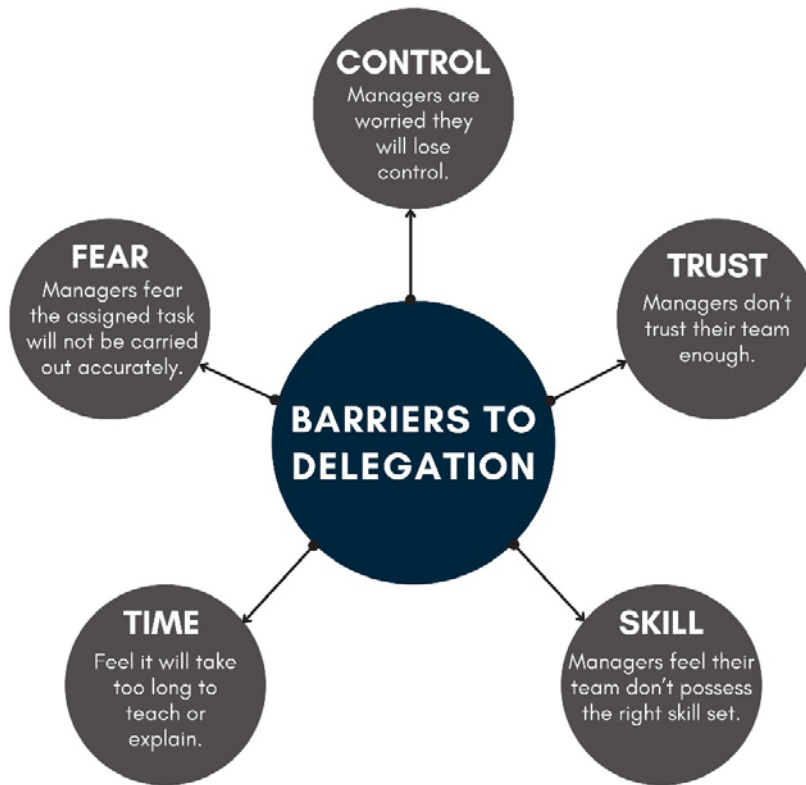 CONTROL
Managers are
worried they
will lose
control.
FEAR
Managers fear
the assigned task
will not be carried
out accurately.
TRUST
Managers don't
trust their team
enough.
BARRIERS TO
DELEGATION
TIME
Feel it will take
too long to
teach or
explain.
SKILL
Managers feel their
team don't possess
the right skill set.